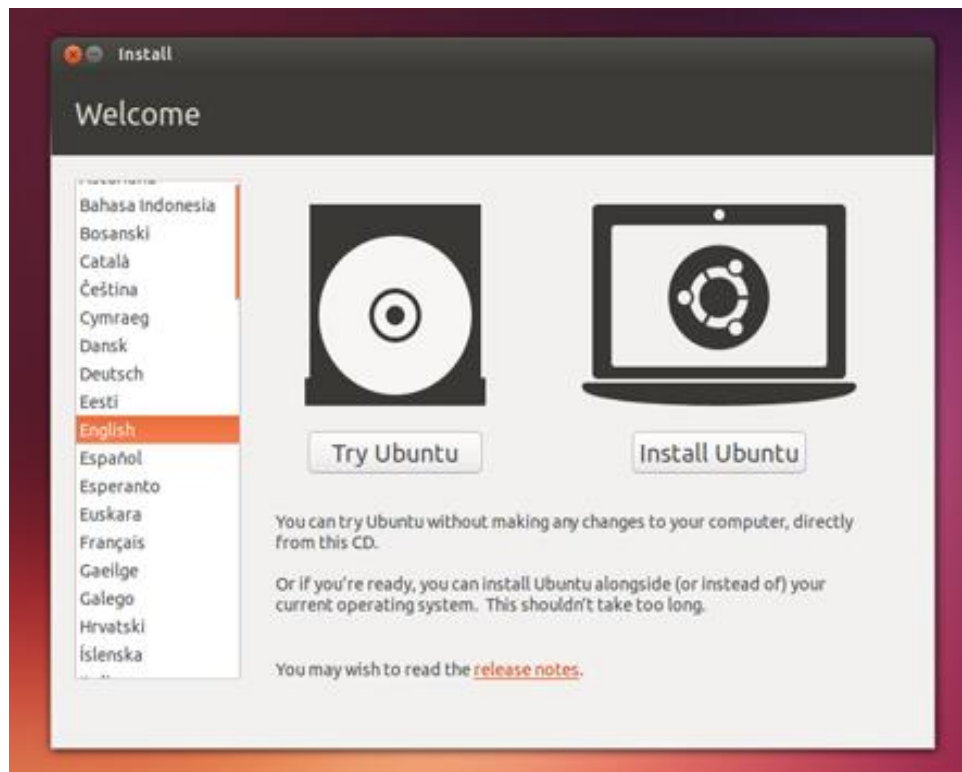 Install
Welcome
Bahasa Indonesia
Bosanski
Català
Čeština
Cymraeg
Dansk
Deutsch
Eesti
English
Español
Esperanto
Euskara
Français
Gaeilge
Galego
Hrvatski
Íslenska
Try Ubuntu
Install Ubuntu
You can try Ubuntu without making any changes to your computer, directly
from this CD.
Or if you're ready, you can install Ubuntu alongside (or instead of) your
current operating system. This shouldn't take too long.
You may wish to read the release notes.